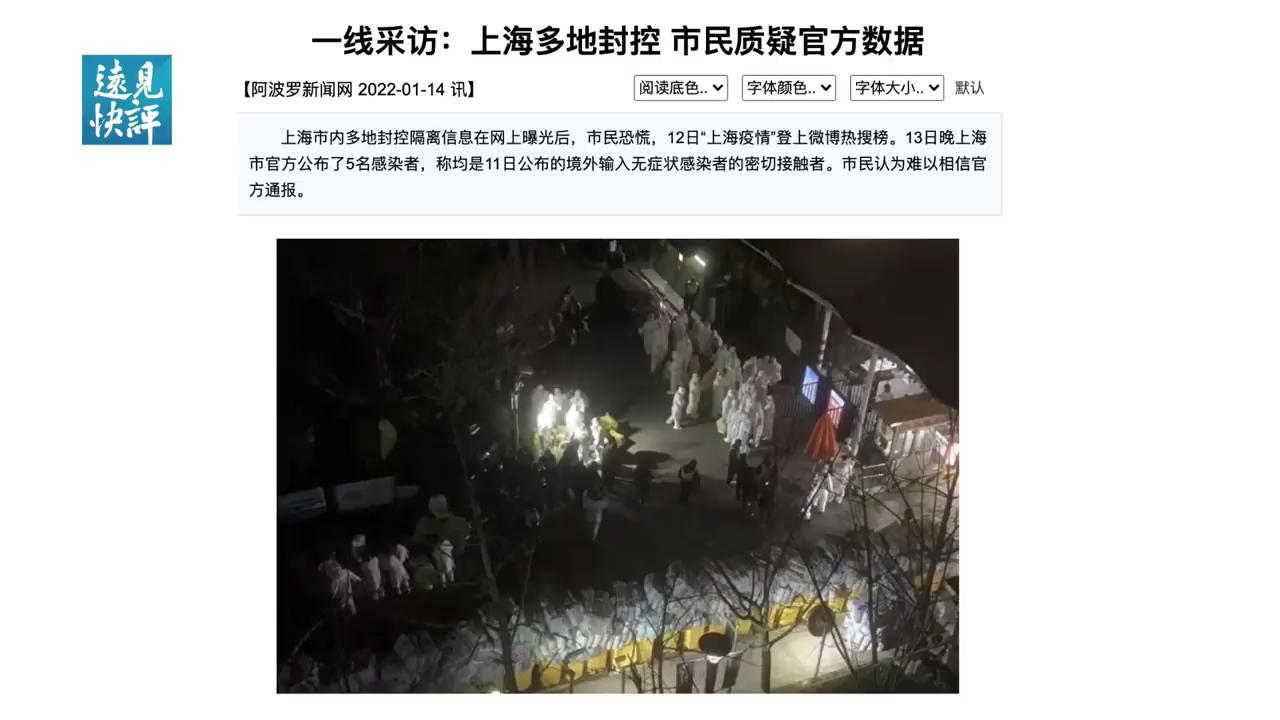 一线采访：上海多地封控 市民质疑官方数据
遠見
快評
【阿波罗新闻网 2022-01-14 讯】
阅读底色.. 字体颜色.. 字体大小.. 默认
上海市内多地封控隔离信息在网上曝光后，市民恐慌，12日“上海疫情”登上微博热搜榜。13日晚上海
市官方公布了5名感染者，称均是11日公布的境外输入无症状感染者的密切接触者。市民认为难以相信官
方通报。